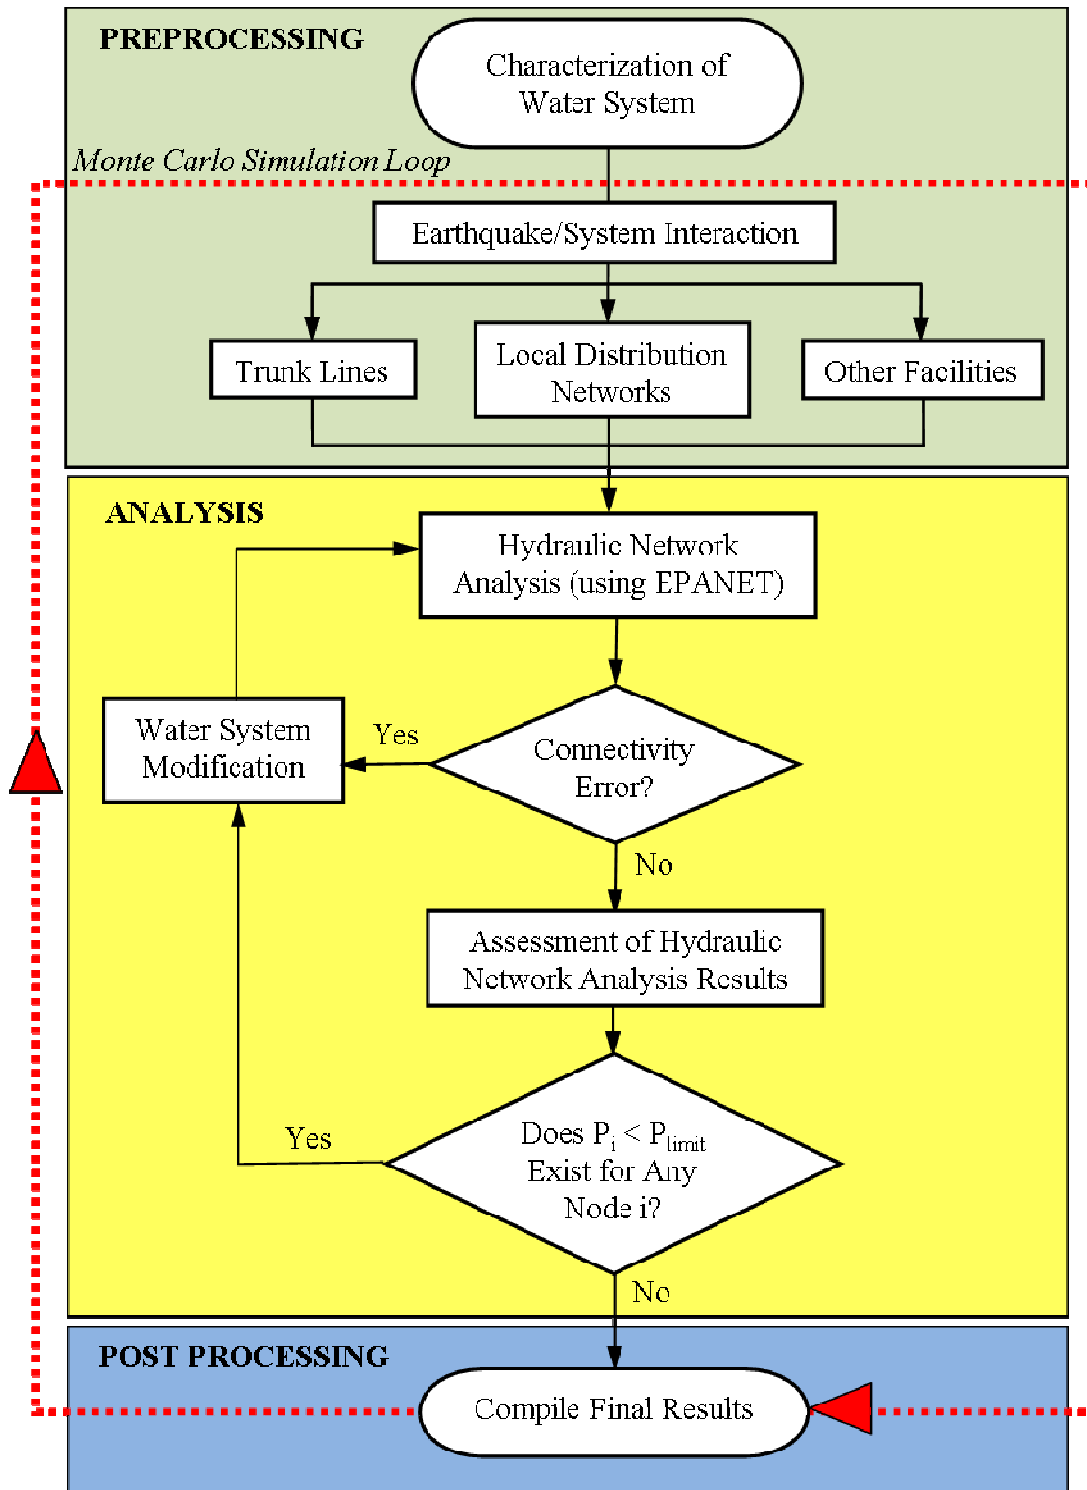 PREPROCESSING
Characterization of
Water System
Monte Carlo Simulation Loop
Earthquake/System Interaction
Trunk Lines
Local Distribution
Networks
Other Facilities
ANALYSIS
Hydraulic Network
Analysis (using EPANET)
Water System
Modification
Yes
Connectivity
Error?
No
Assessment of Hydraulic
Network Analysis Results
Yes
Does Pi < Plimit
Exist for Any
Node i?
No
POST PROCESSING
Compile Final Results